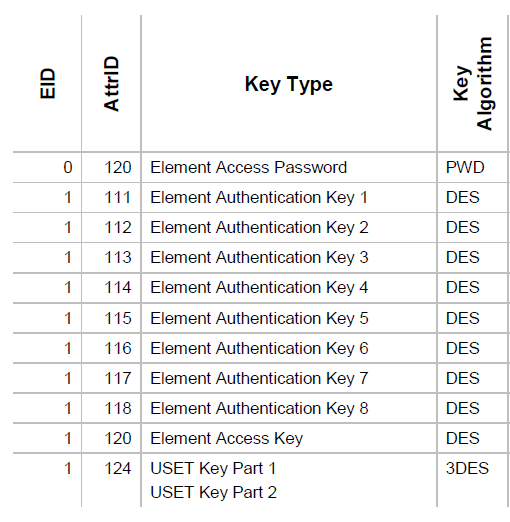 EID AttrID Key Type Key Algorithm
0 120 Element Access Password PWD
1 111 Element Authentication Key 1 DES
1 112 Element Authentication Key 2 DES
1 113 Element Authentication Key 3 DES
1 114 Element Authentication Key 4 DES
1 115 Element Authentication Key 5 DES
1 116 Element Authentication Key 6 DES
1 117 Element Authentication Key 7 DES
1 118 Element Authentication Key 8 DES
1 120 Element Access Key DES
1 124 USET Key Part 1 3DES
USET Key Part 2